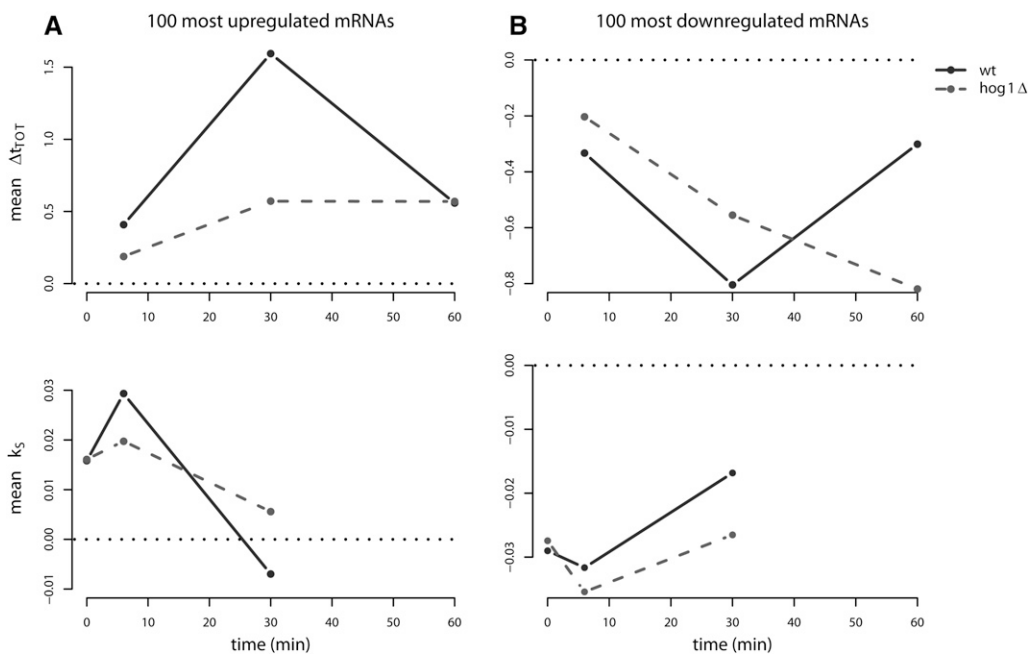 A 100 most upregulated mRNAs
B 100 most downregulated mRNAs
wt
hog1Δ
mean Δt_TOT
1.5
1.0
0.5
0.0
0 10 20 30 40 50 60
0.0
−0.2
−0.4
−0.6
−0.8
0 10 20 30 40 50 60
mean k_S
0.03
0.02
0.01
0.00
−0.01
0 10 20 30 40 50 60
time (min)
0.00
−0.01
−0.02
−0.03
0 10 20 30 40 50 60
time (min)